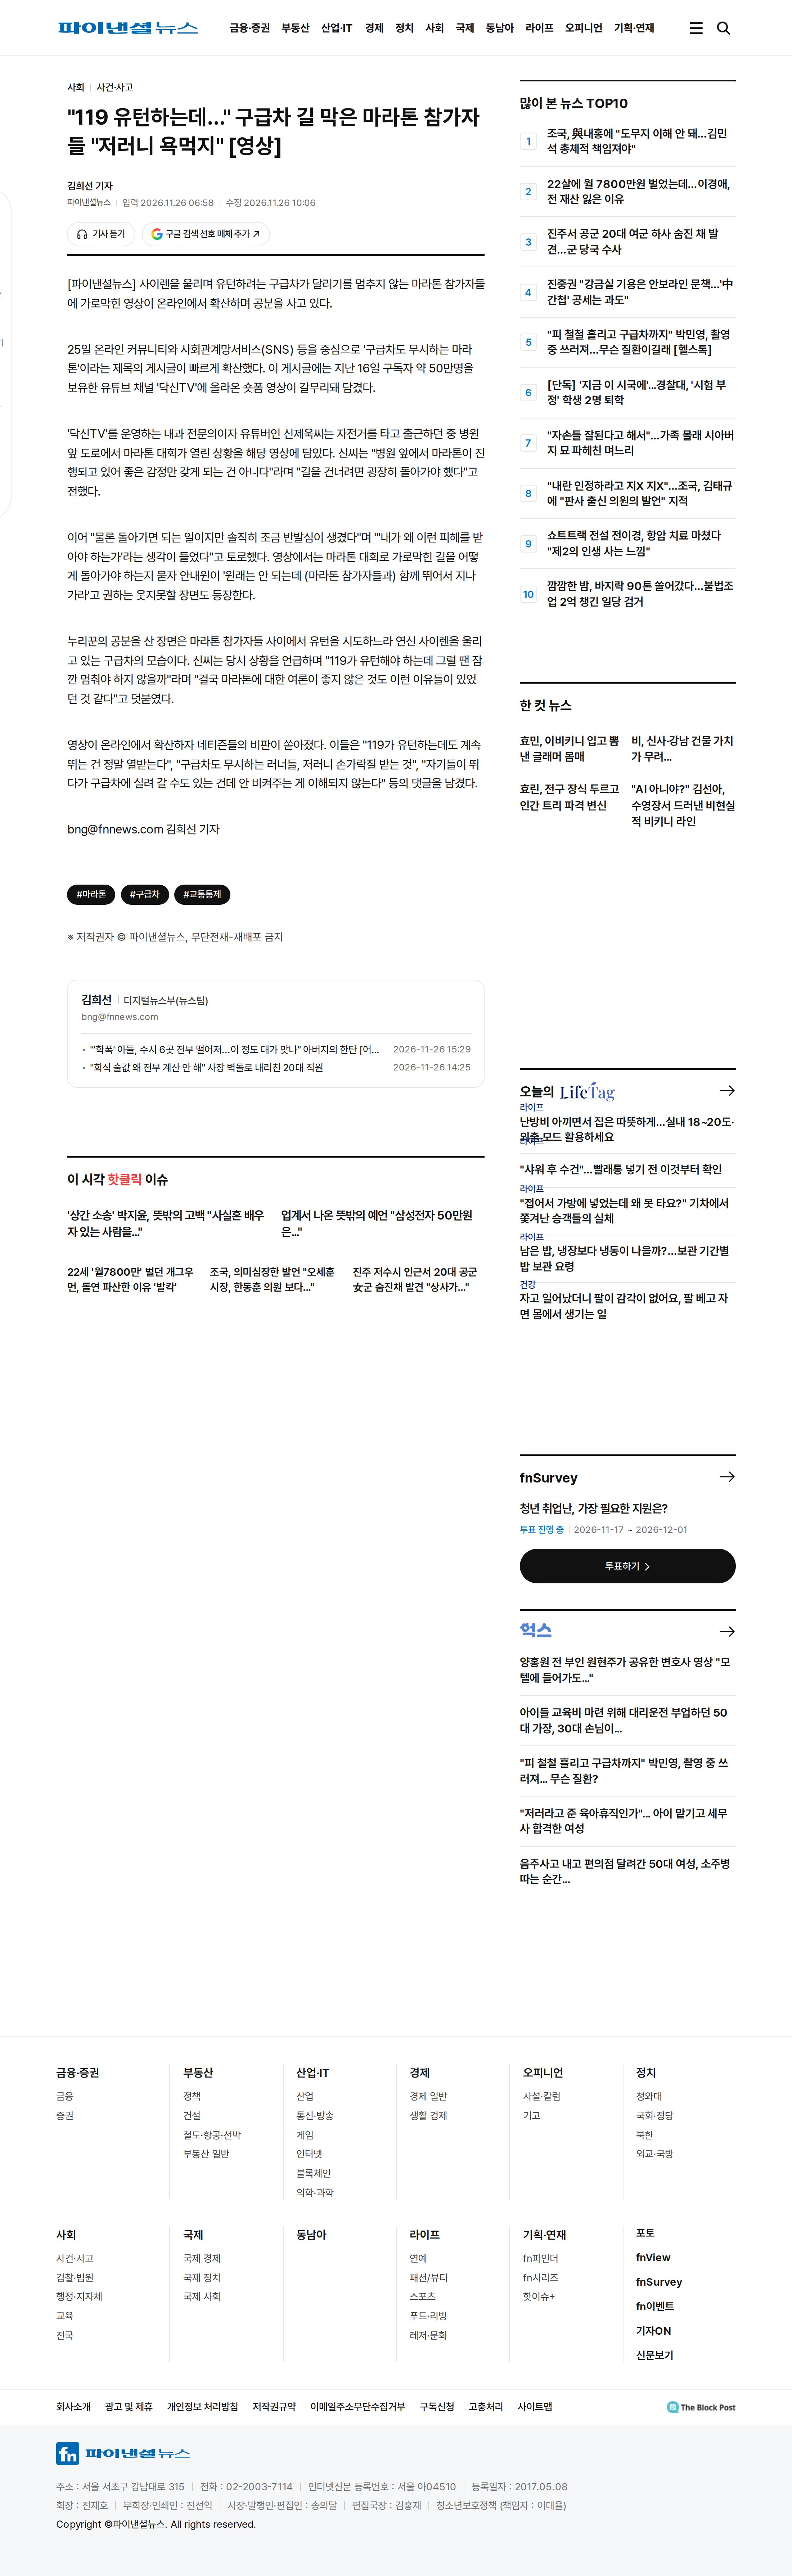 파이낸셜뉴스
금융·증권 부동산 산업·IT 경제 정치 사회 국제 동남아 라이프 오피니언 기획·연재
사회 사건·사고
"119 유턴하는데..." 구급차 길 막은 마라톤 참가자
들 "저러니 욕먹지" [영상]
김희선 기자
파이낸셜뉴스 입력 2026.11.26 06:58 수정 2026.11.26 10:06
기사 듣기 구글 검색 선호 매체 추가
[파이낸셜뉴스] 사이렌을 울리며 유턴하려는 구급차가 달리기를 멈추지 않는 마라톤 참가자들
에 가로막힌 영상이 온라인에서 확산하며 공분을 사고 있다.
25일 온라인 커뮤니티와 사회관계망서비스(SNS) 등을 중심으로 '구급차도 무시하는 마라
톤'이라는 제목의 게시글이 빠르게 확산했다. 이 게시글에는 지난 16일 구독자 약 50만명을
보유한 유튜브 채널 '닥신TV'에 올라온 숏폼 영상이 갈무리돼 담겼다.
'닥신TV'를 운영하는 내과 전문의이자 유튜버인 신제욱씨는 자전거를 타고 출근하던 중 병원
앞 도로에서 마라톤 대회가 열린 상황을 해당 영상에 담았다. 신씨는 "병원 앞에서 마라톤이 진
행되고 있어 좋은 감정만 갖게 되는 건 아니다"라며 "길을 건너려면 굉장히 돌아가야 했다"고
전했다.
이어 "물론 돌아가면 되는 일이지만 솔직히 조금 반발심이 생겼다"며 "'내가 왜 이런 피해를 받
아야 하는가'라는 생각이 들었다"고 토로했다. 영상에서는 마라톤 대회로 가로막힌 길을 어떻
게 돌아가야 하는지 묻자 안내원이 '원래는 안 되는데 (마라톤 참가자들과) 함께 뛰어서 지나
가라'고 권하는 웃지못할 장면도 등장한다.
누리꾼의 공분을 산 장면은 마라톤 참가자들 사이에서 유턴을 시도하느라 연신 사이렌을 울리
고 있는 구급차의 모습이다. 신씨는 당시 상황을 언급하며 "119가 유턴해야 하는데 그럴 땐 잠
깐 멈춰야 하지 않을까"라며 "결국 마라톤에 대한 여론이 좋지 않은 것도 이런 이유들이 있었
던 것 같다"고 덧붙였다.
영상이 온라인에서 확산하자 네티즌들의 비판이 쏟아졌다. 이들은 "119가 유턴하는데도 계속
뛰는 건 정말 열받는다", "구급차도 무시하는 러너들, 저러니 손가락질 받는 것", "자기들이 뛰
다가 구급차에 실려 갈 수도 있는 건데 안 비켜주는 게 이해되지 않는다" 등의 댓글을 남겼다.
bng@fnnews.com 김희선 기자
#마라톤 #구급차 #교통통제
※ 저작권자 ⓒ 파이낸셜뉴스, 무단전재-재배포 금지
김희선 디지털뉴스부(뉴스팀)
bng@fnnews.com
"'학폭' 아들, 수시 6곳 전부 떨어져…이 정도 대가 맞나" 아버지의 한탄 [어... 2026-11-26 15:29
"회식 술값 왜 전부 계산 안 해" 사장 벽돌로 내리친 20대 직원 2026-11-26 14:25
이 시각 핫클릭 이슈
'상간 소송' 박지윤, 뜻밖의 고백 "사실혼 배우
자 있는 사람을..."
업계서 나온 뜻밖의 예언 "삼성전자 50만원
은..."
22세 '월7800만' 벌던 개그우
먼, 돌연 파산한 이유 '발칵'
조국, 의미심장한 발언 "오세훈
시장, 한동훈 의원 보다..."
진주 저수시 인근서 20대 공군
女군 숨진채 발견 "상사가..."
많이 본 뉴스 TOP10
1 조국, 與내홍에 "도무지 이해 안 돼…김민
석 총체적 책임져야"
2 22살에 월 7800만원 벌었는데…이경애,
전 재산 잃은 이유
3 진주서 공군 20대 여군 하사 숨진 채 발
견…군 당국 수사
4 진중권 "강금실 기용은 안보라인 문책…'中
간첩' 공세는 과도"
5 "피 철철 흘리고 구급차까지" 박민영, 촬영
중 쓰러져…무슨 질환이길래 [헬스톡]
6 [단독] '지금 이 시국에'…경찰대, '시험 부
정' 학생 2명 퇴학
7 "자손들 잘된다고 해서"…가족 몰래 시아버
지 묘 파헤친 며느리
8 "내란 인정하라고 지X 지X"…조국, 김태규
에 "판사 출신 의원의 발언" 지적
9 쇼트트랙 전설 전이경, 항암 치료 마쳤다
"제2의 인생 사는 느낌"
10 깜깜한 밤, 바지락 90톤 쓸어갔다…불법조
업 2억 챙긴 일당 검거
한 컷 뉴스
효민, 이비키니 입고 뽐
낸 글래머 몸매
비, 신사·강남 건물 가치
가 무려...
효린, 전구 장식 두르고
인간 트리 파격 변신
"AI 아니야?" 김선아,
수영장서 드러낸 비현실
적 비키니 라인
오늘의 LifeTag
라이프
난방비 아끼면서 집은 따뜻하게…실내 18~20도·
외출 모드 활용하세요
라이프
"샤워 후 수건"…빨래통 넣기 전 이것부터 확인
라이프
"접어서 가방에 넣었는데 왜 못 타요?" 기차에서
쫓겨난 승객들의 실체
라이프
남은 밥, 냉장보다 냉동이 나을까?…보관 기간별
밥 보관 요령
건강
자고 일어났더니 팔이 감각이 없어요, 팔 베고 자
면 몸에서 생기는 일
fnSurvey
청년 취업난, 가장 필요한 지원은?
투표 진행 중 2026-11-17 ~ 2026-12-01
투표하기
억스
양홍원 전 부인 원현주가 공유한 변호사 영상 "모
텔에 들어가도..."
아이들 교육비 마련 위해 대리운전 부업하던 50
대 가장, 30대 손님이...
"피 철철 흘리고 구급차까지" 박민영, 촬영 중 쓰
러져... 무슨 질환?
"저러라고 준 육아휴직인가"... 아이 맡기고 세무
사 합격한 여성
음주사고 내고 편의점 달려간 50대 여성, 소주병
따는 순간...
금융·증권 부동산 산업·IT 경제 오피니언 정치
금융 정책 산업 경제 일반 사설·칼럼 청와대
증권 건설 통신·방송 생활 경제 기고 국회·정당
철도·항공·선박 게임 북한
부동산 일반 인터넷 외교·국방
블록체인
의학·과학
사회 국제 동남아 라이프 기획·연재 포토
사건·사고 국제 경제 연예 fn파인더 fnView
검찰·법원 국제 정치 패션/뷰티 fn시리즈 fnSurvey
행정·지자체 국제 사회 스포츠 핫이슈+ fn이벤트
교육 푸드·리빙 기자ON
전국 레저·문화 신문보기
회사소개 광고 및 제휴 개인정보 처리방침 저작권규약 이메일주소무단수집거부 구독신청 고충처리 사이트맵 The Block Post
fn 파이낸셜뉴스
주소 : 서울 서초구 강남대로 315 전화 : 02-2003-7114 인터넷신문 등록번호 : 서울 아04510 등록일자 : 2017.05.08
회장 : 전재호 부회장·인쇄인 : 전선익 사장·발행인·편집인 : 송의달 편집국장 : 김홍재 청소년보호정책 (책임자 : 이대율)
Copyright ©파이낸셜뉴스. All rights reserved.